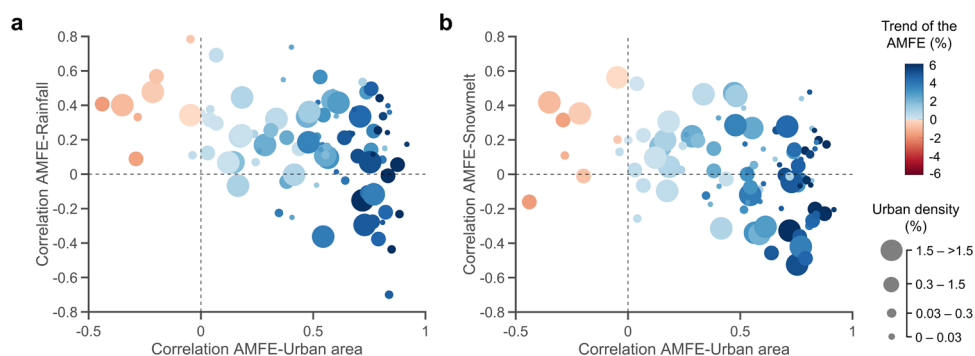 a
Correlation AMFE-Rainfall
0.8
0.6
0.4
0.2
0
-0.2
-0.4
-0.6
-0.8
-0.5
0
0.5
1
Correlation AMFE-Urban area
b
Correlation AMFE-Snowmelt
0.8
0.6
0.4
0.2
0
-0.2
-0.4
-0.6
-0.8
-0.5
0
0.5
1
Correlation AMFE-Urban area
Trend of the
AMFE (%)
6
4
2
0
-2
-4
-6
Urban density
(%)
1.5 – >1.5
0.3 – 1.5
0.03 – 0.3
0 – 0.03